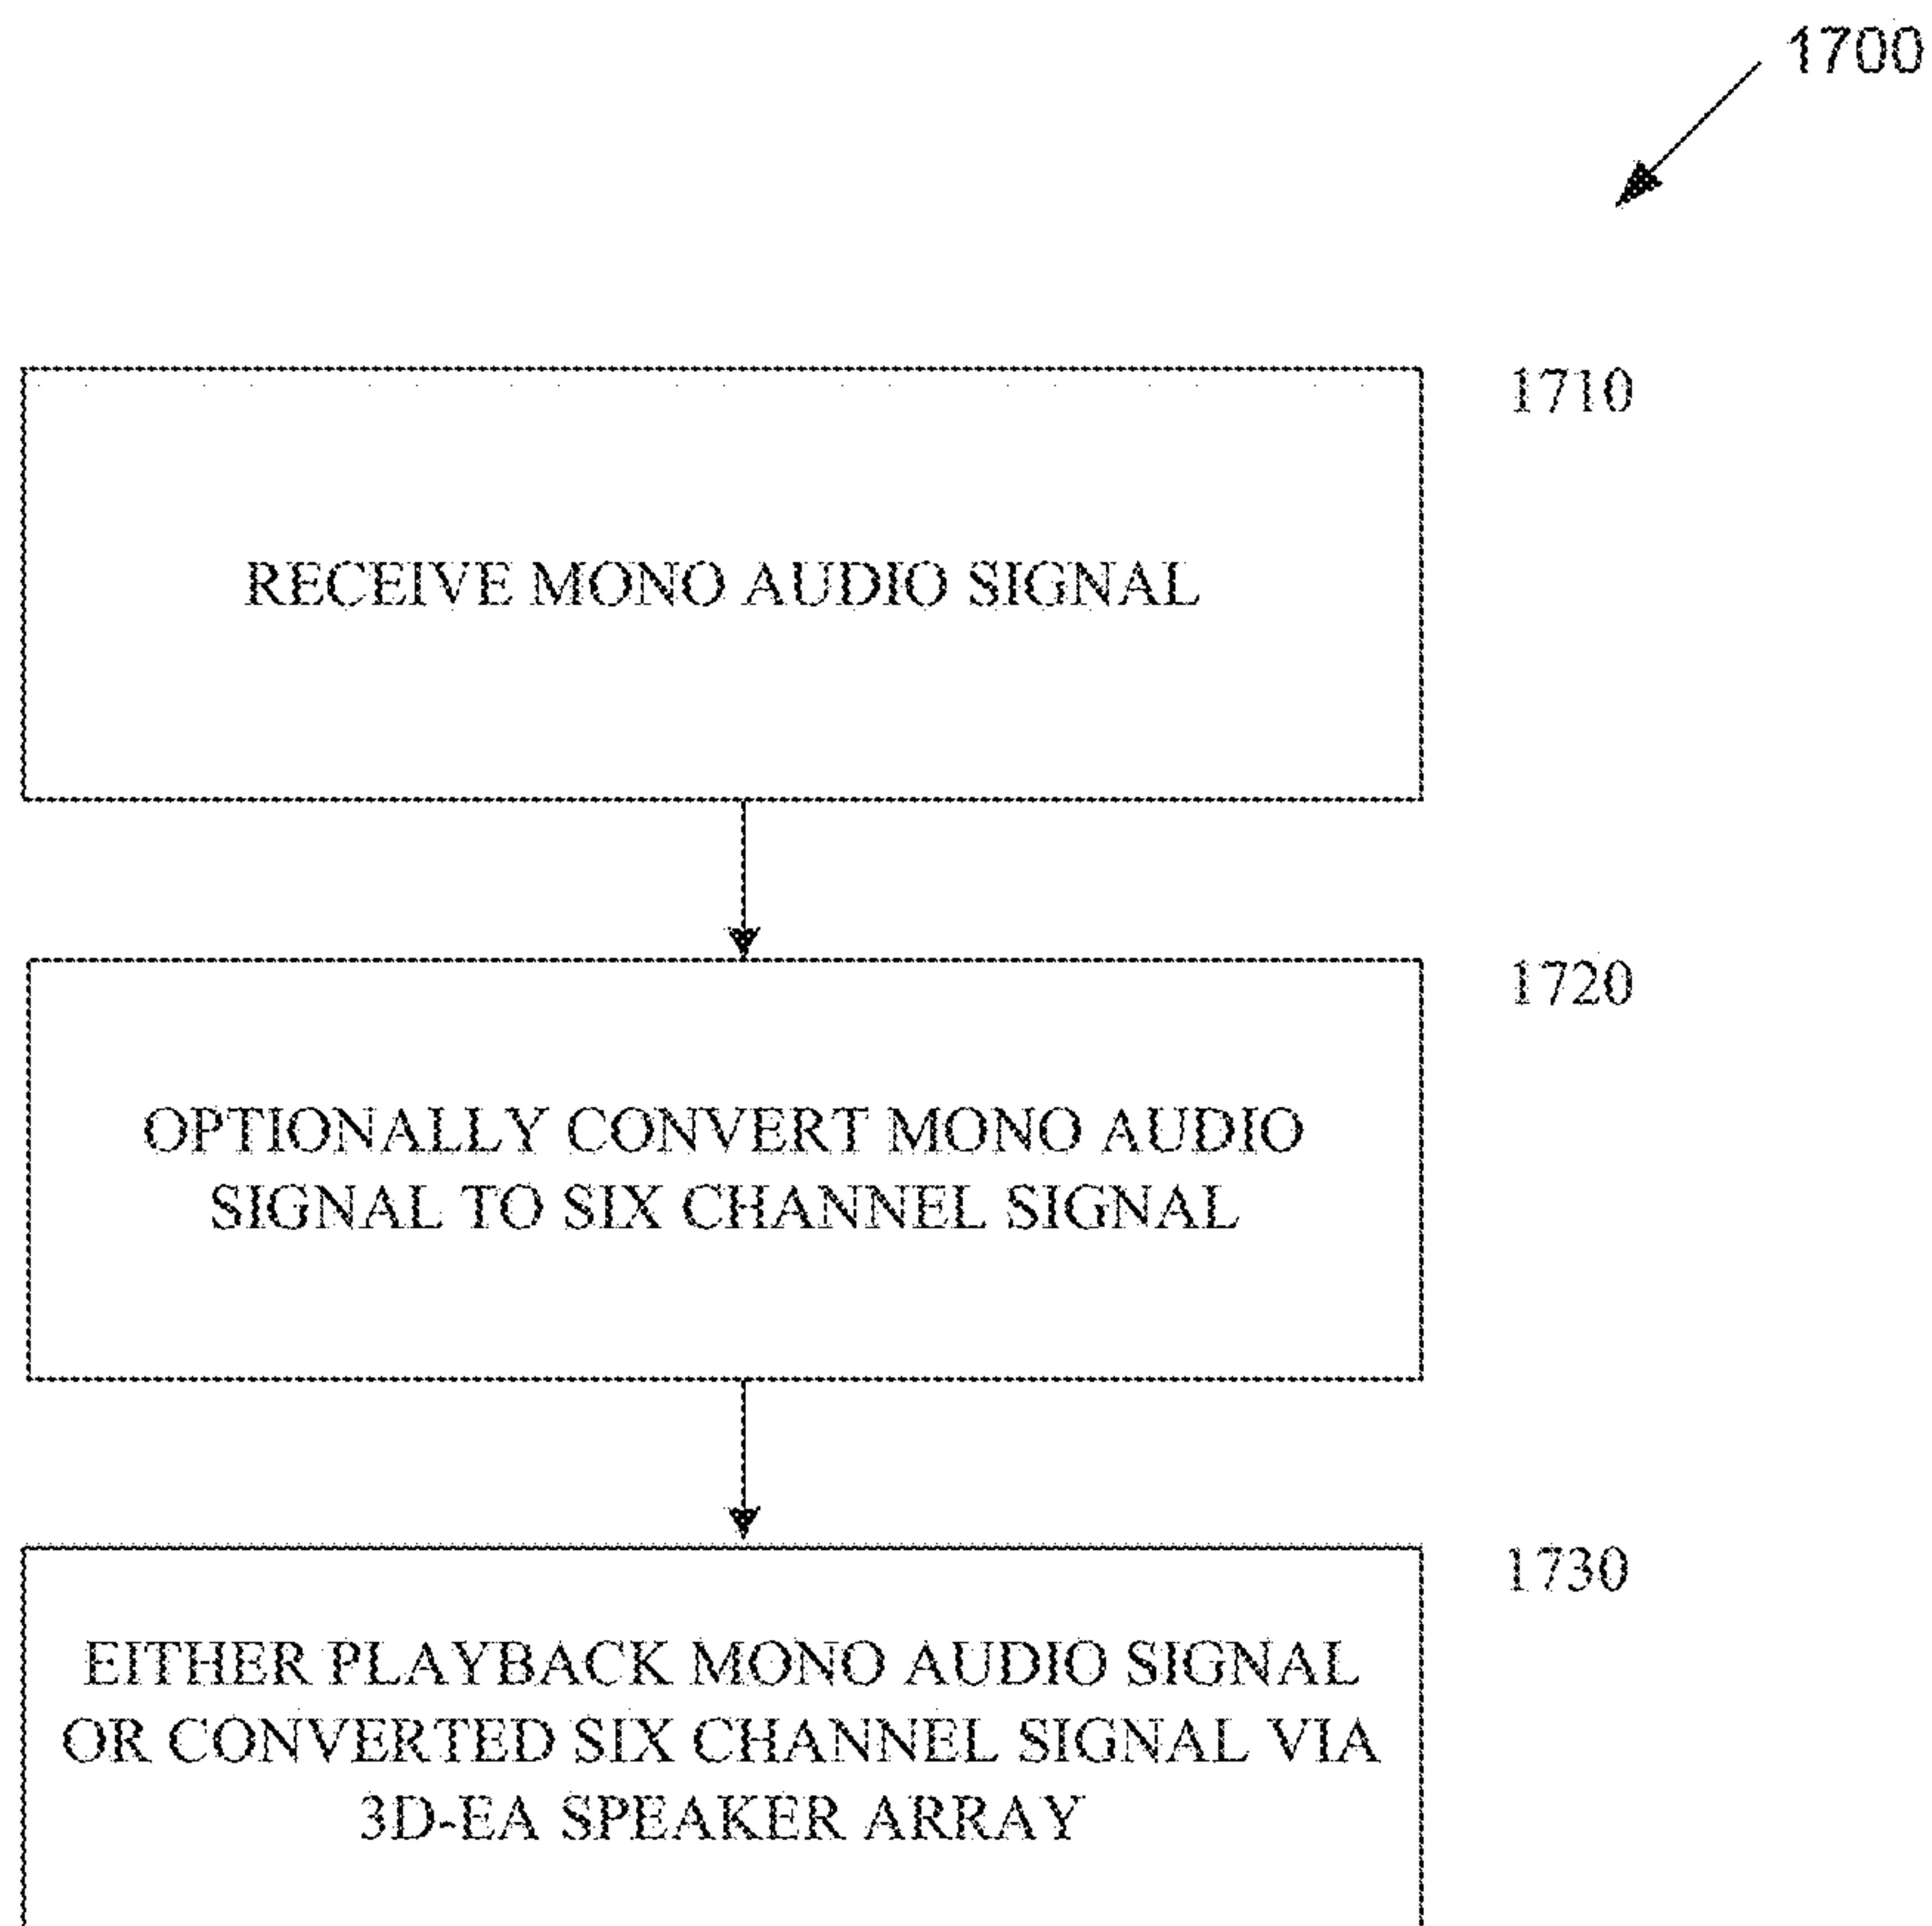 1700
1710
RECEIVE MONO AUDIO SIGNAL
1720
OPTIONALLY CONVERT MONO AUDIO
SIGNAL TO SIX CHANNEL SIGNAL
1730
EITHER PLAYBACK MONO AUDIO SIGNAL
OR CONVERTED SIX CHANNEL SIGNAL VIA
3D-EA SPEAKER ARRAY